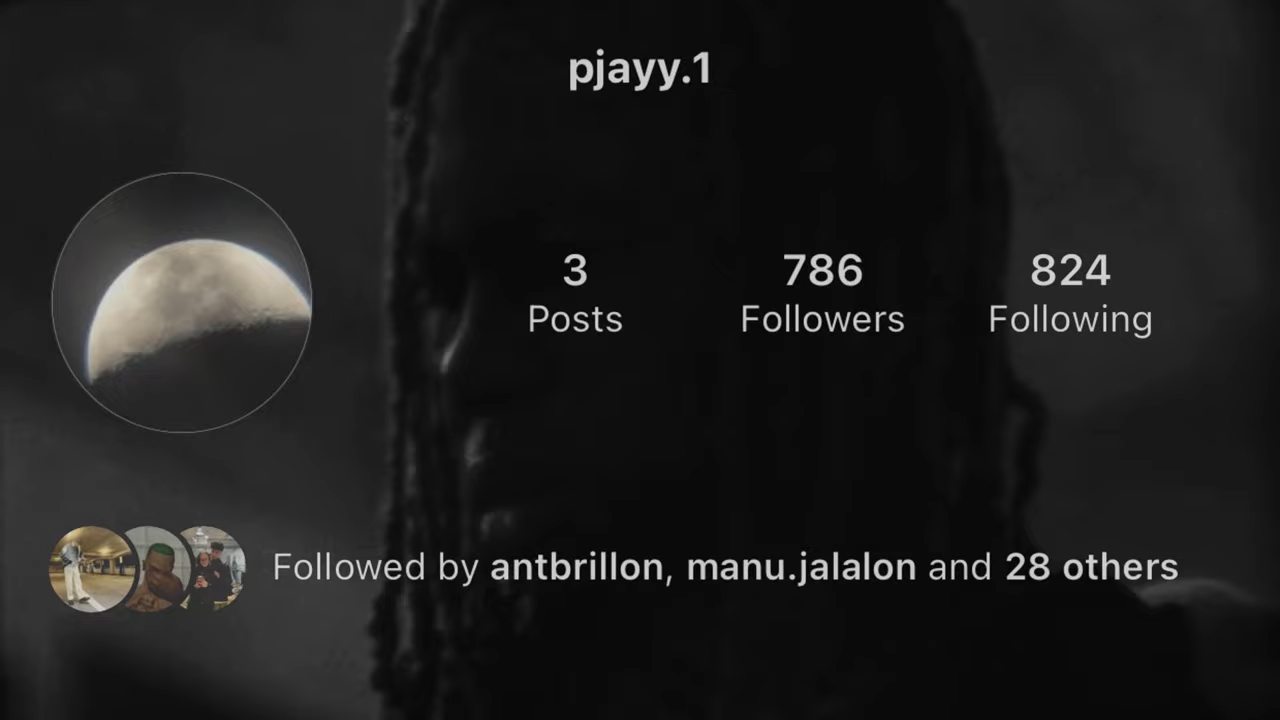 pjayy.1
3 786 824
Posts Followers Following
Followed by antbrillon, manu.jalalon and 28 others